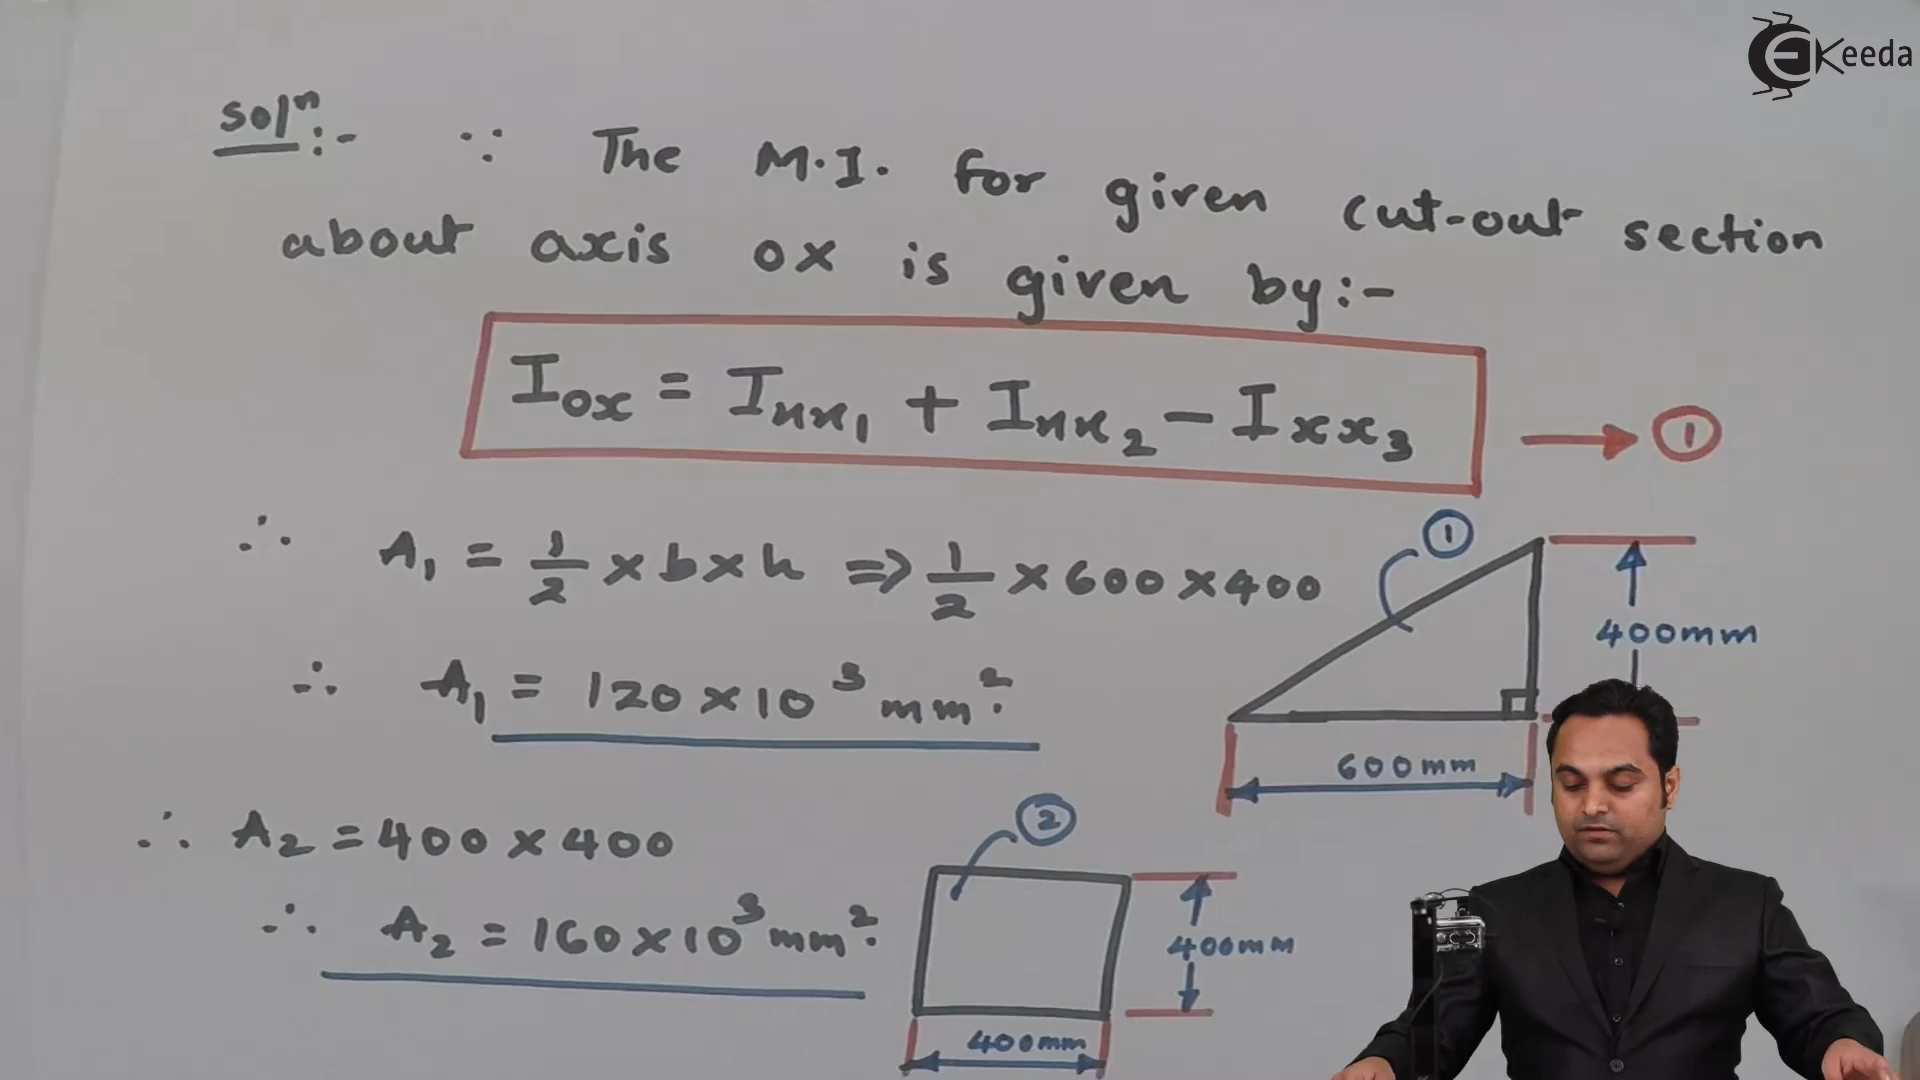 EKeeda
solⁿ:- ∵ The M.I. for given cut-out section
about axis ox is given by:-
Iox = Ixx₁ + Ixx₂ - Ixx₃ → ①
∴ A₁ = 1/2 × b × h ⇒ 1/2 × 600 × 400
①
400mm
∴ A₁ = 120 × 10³ mm².
600mm
②
∴ A₂ = 400 × 400
∴ A₂ = 160 × 10³ mm².
400mm
400mm